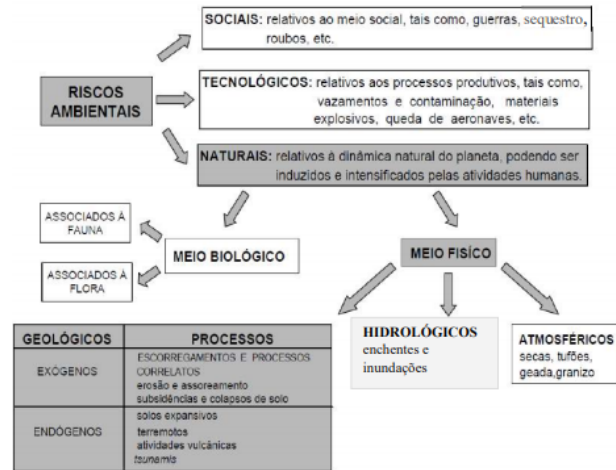 SOCIAIS: relativos ao meio social, tais como, guerras, sequestro,
roubos, etc.
RISCOS
AMBIENTAIS
TECNOLÓGICOS: relativos aos processos produtivos, tais como,
vazamentos e contaminação, materiais
explosivos, queda de aeronaves, etc.
NATURAIS: relativos à dinâmica natural do planeta, podendo ser
induzidos e intensificados pelas atividades humanas.
ASSOCIADOS À
FAUNA
MEIO BIOLÓGICO
MEIO FISÍCO
ASSOCIADOS À
FLORA
GEOLÓGICOS
PROCESSOS
EXÓGENOS
ESCORREGAMENTOS E PROCESSOS
CORRELATOS
erosão e assoreamento
subsidências e colapsos de solo
ENDÓGENOS
solos expansivos
terremotos
atividades vulcánicas
tsunamis
HIDROLÓGICOS
enchentes e
inundações
ATMOSFÉRICOS
secas, tufões,
geada,granizo